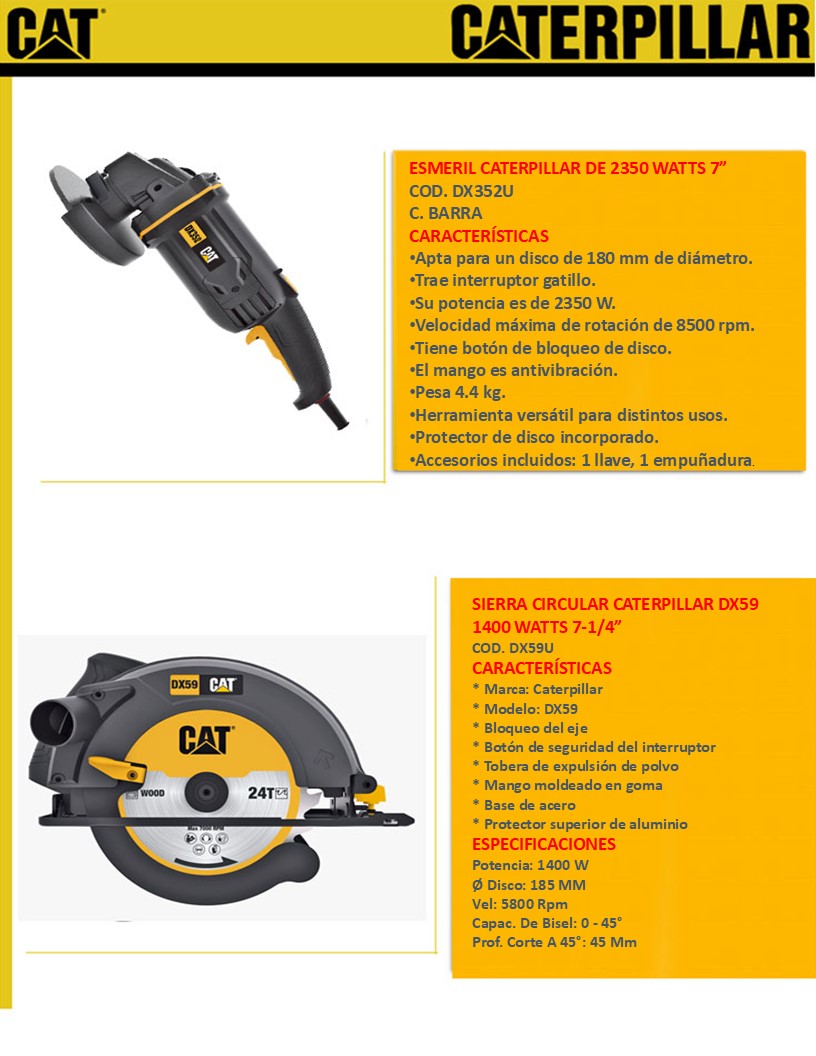 CAT
CATERPILLAR
ESMERIL CATERPILLAR DE 2350 WATTS 7”
COD. DX352U
C. BARRA
CARACTERÍSTICAS
•Apta para un disco de 180 mm de diámetro.
•Trae interruptor gatillo.
•Su potencia es de 2350 W.
•Velocidad máxima de rotación de 8500 rpm.
•Tiene botón de bloqueo de disco.
•El mango es antivibración.
•Pesa 4.4 kg.
•Herramienta versátil para distintos usos.
•Protector de disco incorporado.
•Accesorios incluidos: 1 llave, 1 empuñadura.
CAT
SIERRA CIRCULAR CATERPILLAR DX59
1400 WATTS 7-1/4”
COD. DX59U
CARACTERÍSTICAS
* Marca: Caterpillar
* Modelo: DX59
* Bloqueo del eje
* Botón de seguridad del interruptor
* Tobera de expulsión de polvo
* Mango moldeado en goma
* Base de acero
* Protector superior de aluminio
ESPECIFICACIONES
Potencia: 1400 W
Ø Disco: 185 MM
Vel: 5800 Rpm
Capac. De Bisel: 0 - 45°
Prof. Corte A 45°: 45 Mm
DX59 CAT
CAT
WOOD 24T
Max 7000 RPM